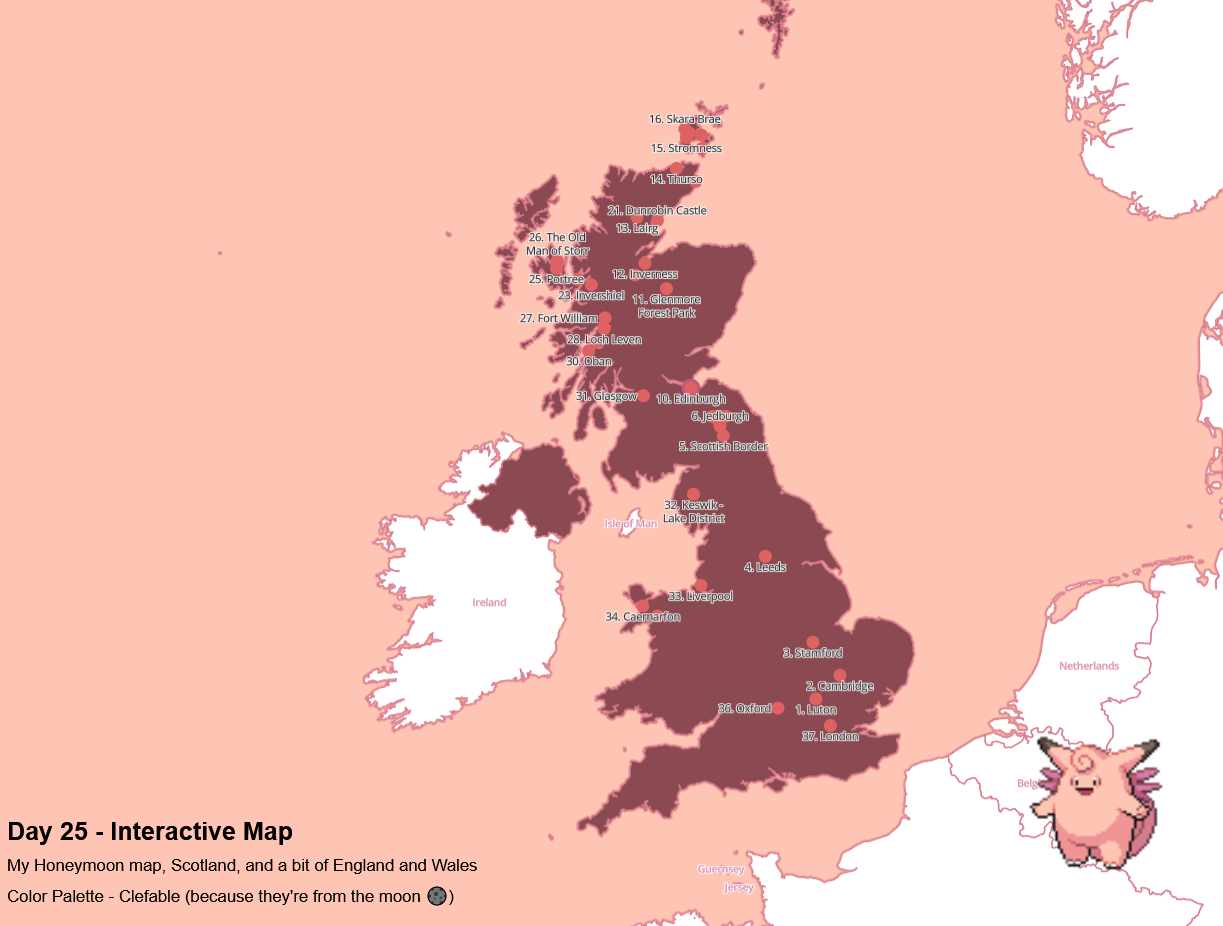 16. Skara Brae
15. Stromness
14. Thurso
21. Dunrobin Castle
13. Lairg
26. The Old
Man of Storr
12. Inverness
25. Portree
23. Invershiel
11. Glenmore
Forest Park
27. Fort William
28. Loch Leven
30. Oban
31. Glasgow
10. Edinburgh
6. Jedburgh
5. Scottish Border
32. Keswik -
Lake District
Isle of Man
4. Leeds
33. Liverpool
Ireland
34. Caernarfon
3. Stamford
Netherlands
2. Cambridge
36. Oxford
1. Luton
37. London
Belgi
Day 25 - Interactive Map
My Honeymoon map, Scotland, and a bit of England and Wales
Guernsey
Jersey
Color Palette - Clefable (because they're from the moon 🌑)